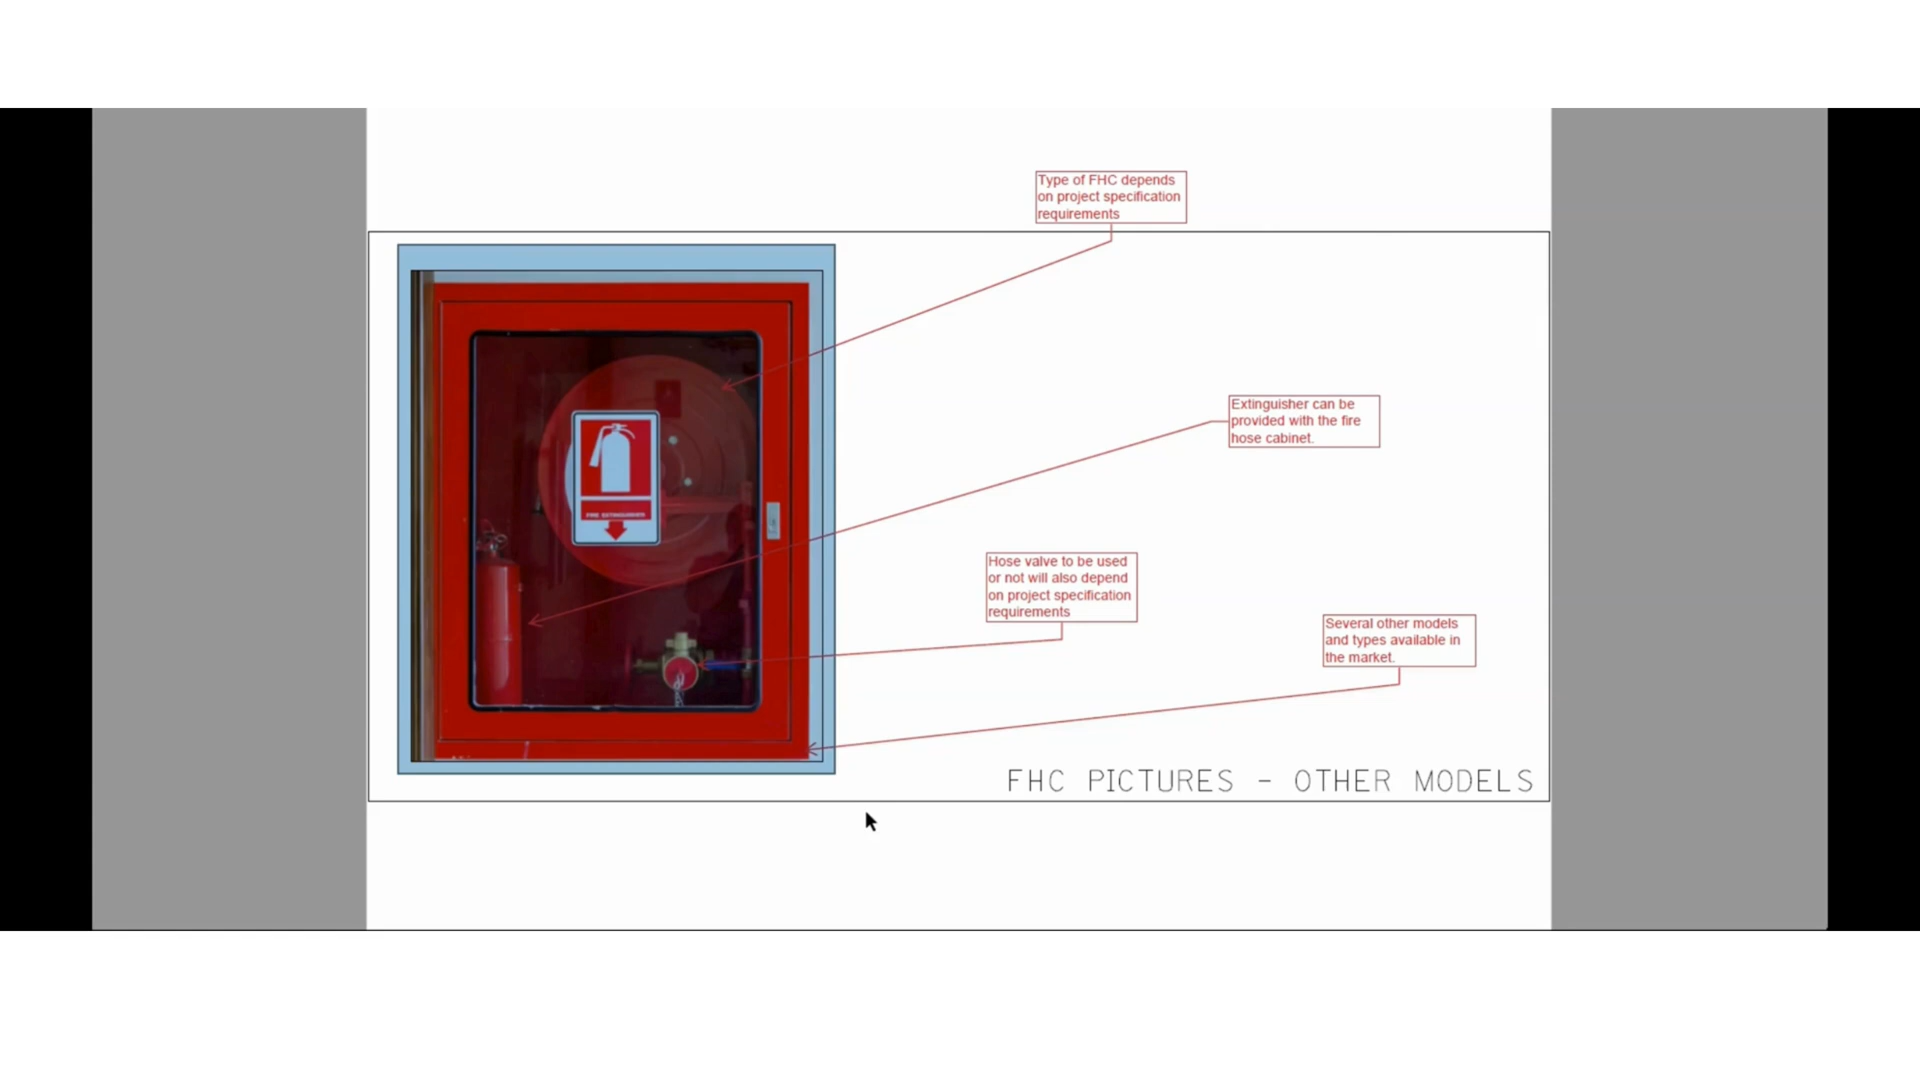 Type of FHC depends
on project specification
requirements
Extinguisher can be
provided with the fire
hose cabinet.
FIRE EXTINGUISHER
Hose valve to be used
or not will also depend
on project specification
requirements
Several other models
and types available in
the market.
FHC PICTURES - OTHER MODELS